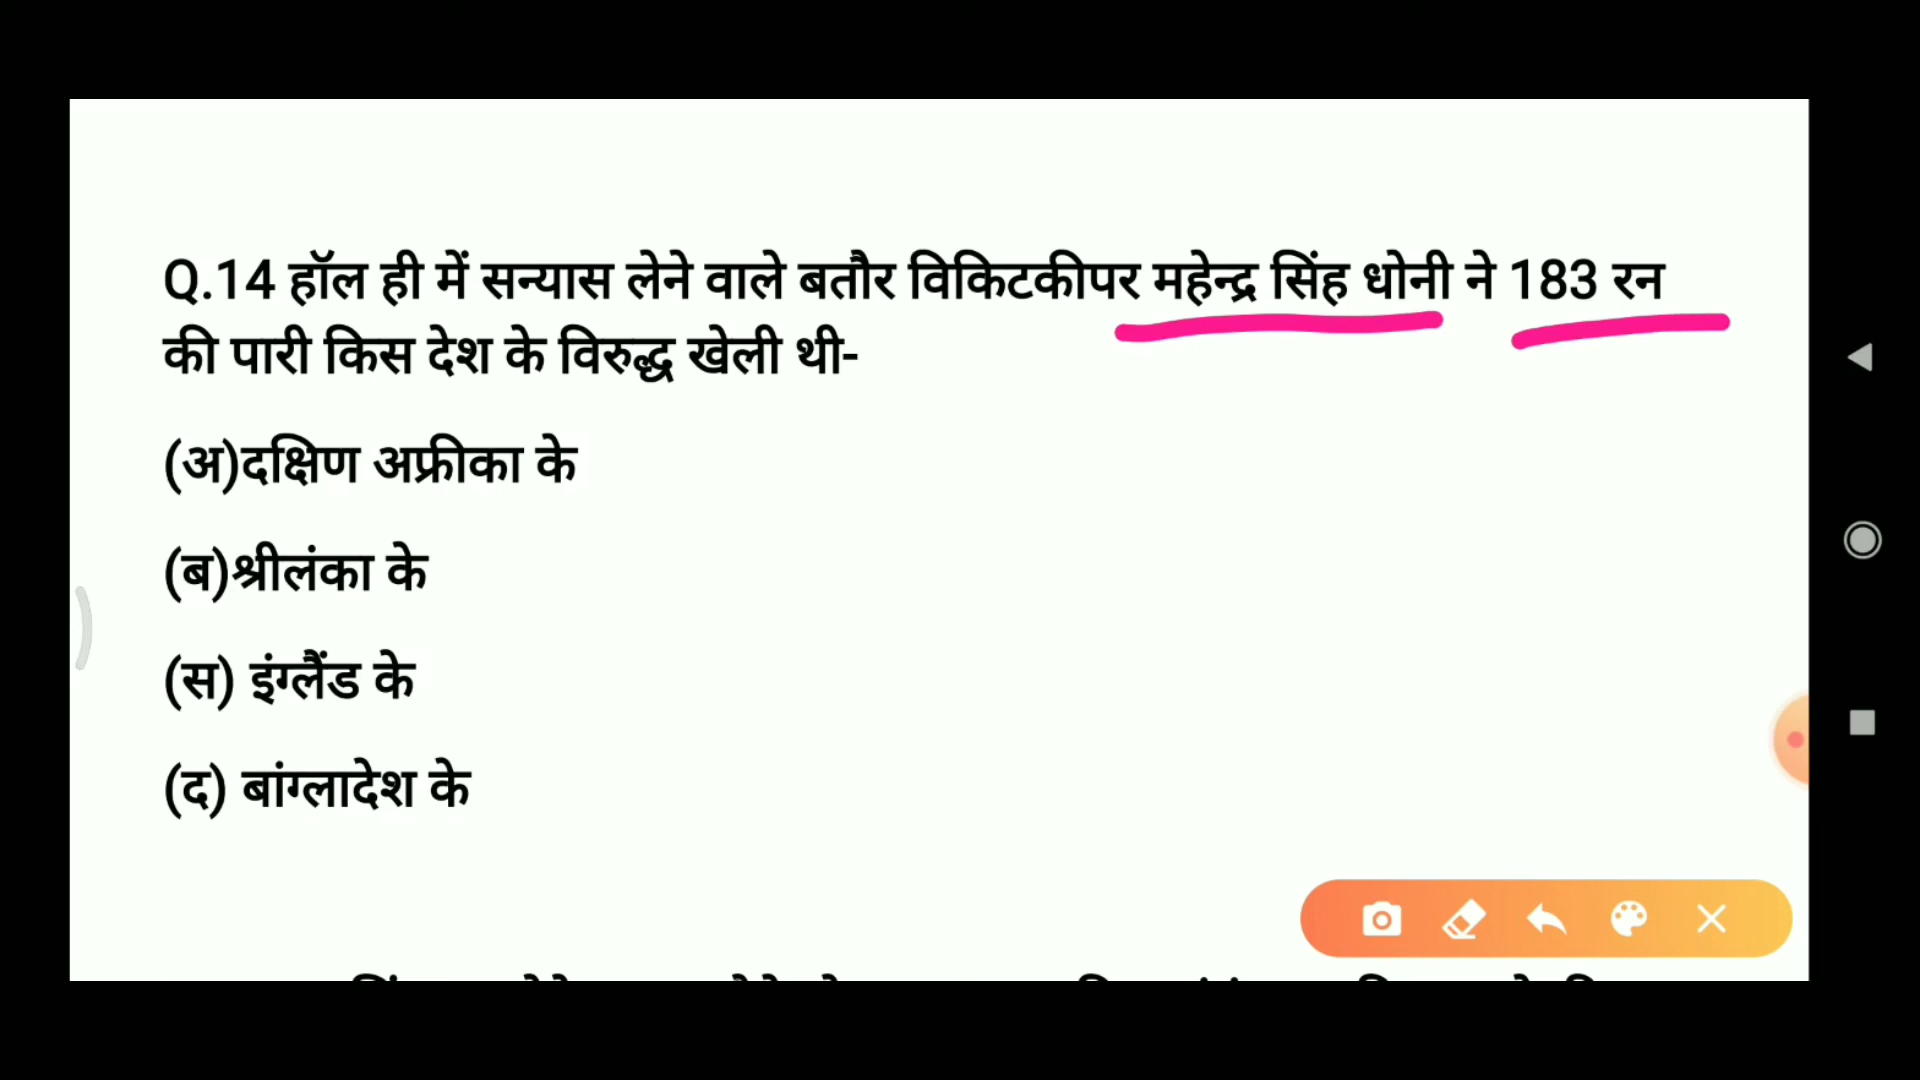 Q.14 हॉल ही में सन्यास लेने वाले बतौर विकिटकीपर महेन्द्र सिंह धोनी ने 183 रन
की पारी किस देश के विरुद्ध खेली थी-
(अ)दक्षिण अफ्रीका के
(ब)श्रीलंका के
(स) इंग्लैंड के
(द) बांग्लादेश के